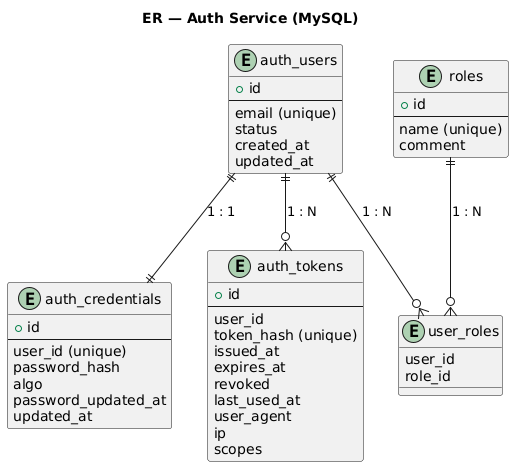 ER — Auth Service (MySQL)
E auth_users
id
email (unique)
status
created_at
updated_at
E roles
id
name (unique)
comment
1 : 1
1 : N
1 : N
1 : N
E auth_credentials
id
user_id (unique)
password_hash
algo
password_updated_at
updated_at
E auth_tokens
id
user_id
token_hash (unique)
issued_at
expires_at
revoked
last_used_at
user_agent
ip
scopes
E user_roles
user_id
role_id